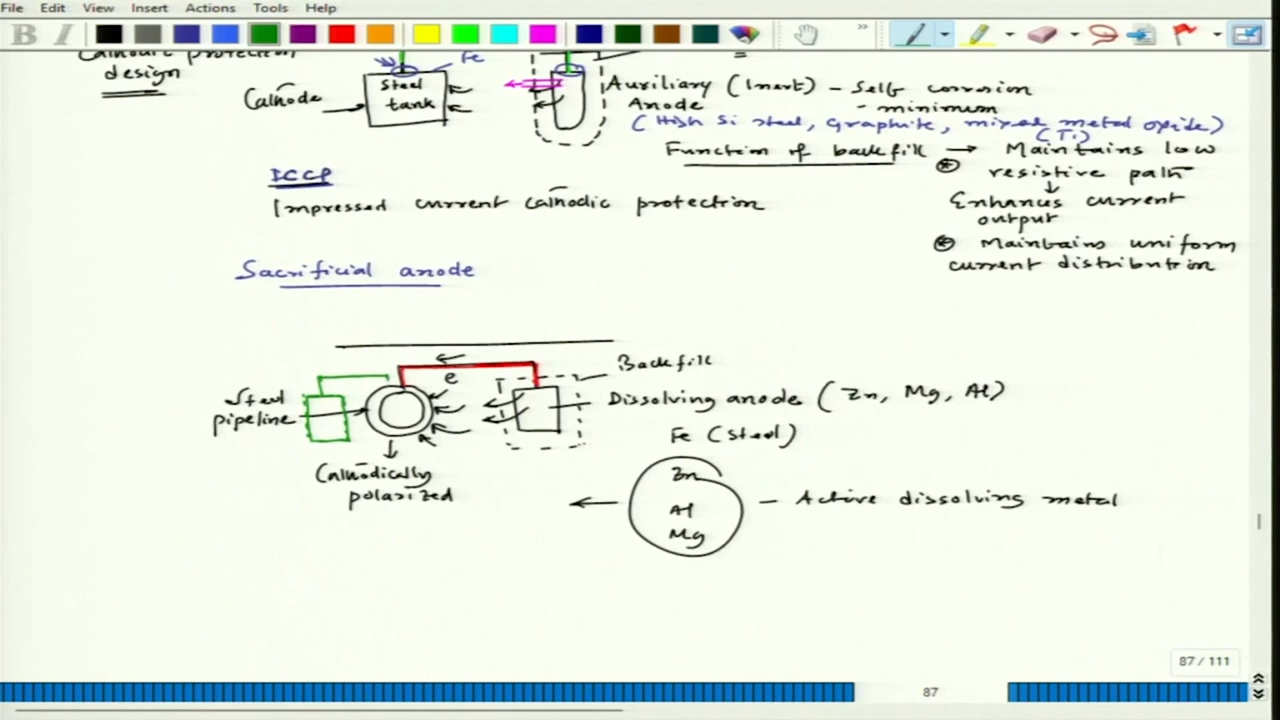 File Edit View Insert Actions Tools Help
B I
Cathodic protection
design
Steel
tank
Fe
Cathode
Auxiliary (Inert) - Self corrosion
Anode - minimum
(High Si steel, Graphite, mixed metal oxide)
(Ti)
Function of backfill → Maintains low
resistive path
Enhances current
output
Maintains uniform
current distribution
ICCP
Impressed current cathodic protection
Sacrificial anode
Backfill
e
Steel
pipeline
Dissolving anode (Zn, Mg, Al)
Fe (Steel)
Cathodically
polarized
Zn
Al
Mg
- Active dissolving metal
87 / 111
87